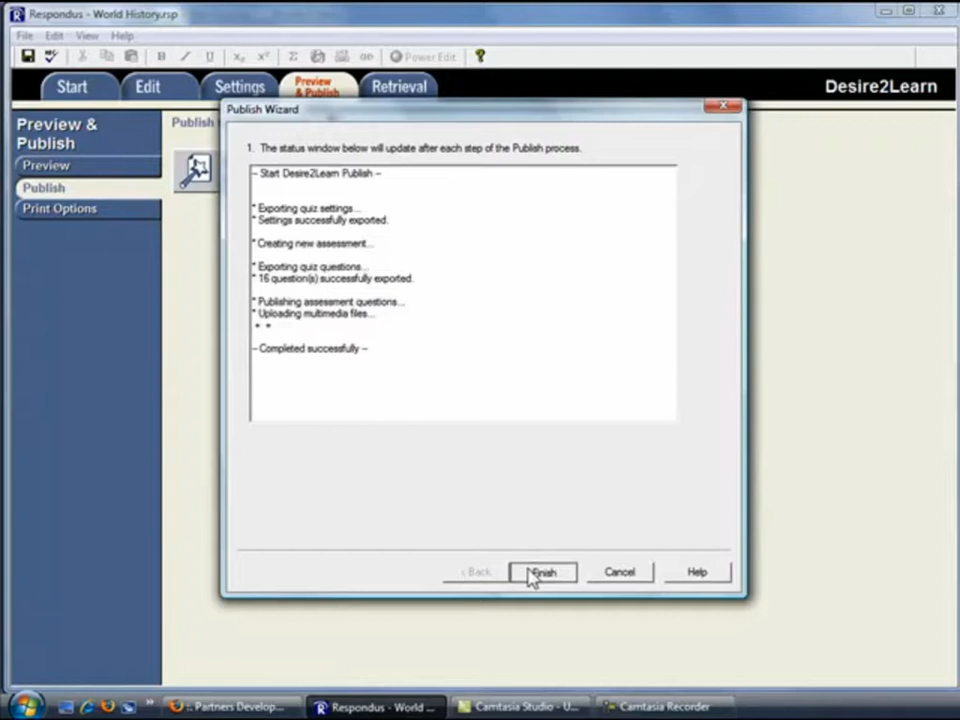 Respondus - World History.rsp
File Edit View Help
B I U X₂ X² Σ Power Edit ?
Start Edit Settings Preview & Publish Retrieval Desire2Learn
Preview & Publish
Preview
Publish
Print Options
Publish
Publish Wizard
1. The status window below will update after each step of the Publish process.
-- Start Desire2Learn Publish --
* Exporting quiz settings...
* Settings successfully exported.
* Creating new assessment...
* Exporting quiz questions...
* 16 question(s) successfully exported.
* Publishing assessment questions...
* Uploading multimedia files...
* *
-- Completed successfully --
< Back Finish Cancel Help
:. Partners Develop... Respondus - World ... Camtasia Studio - U... Camtasia Recorder